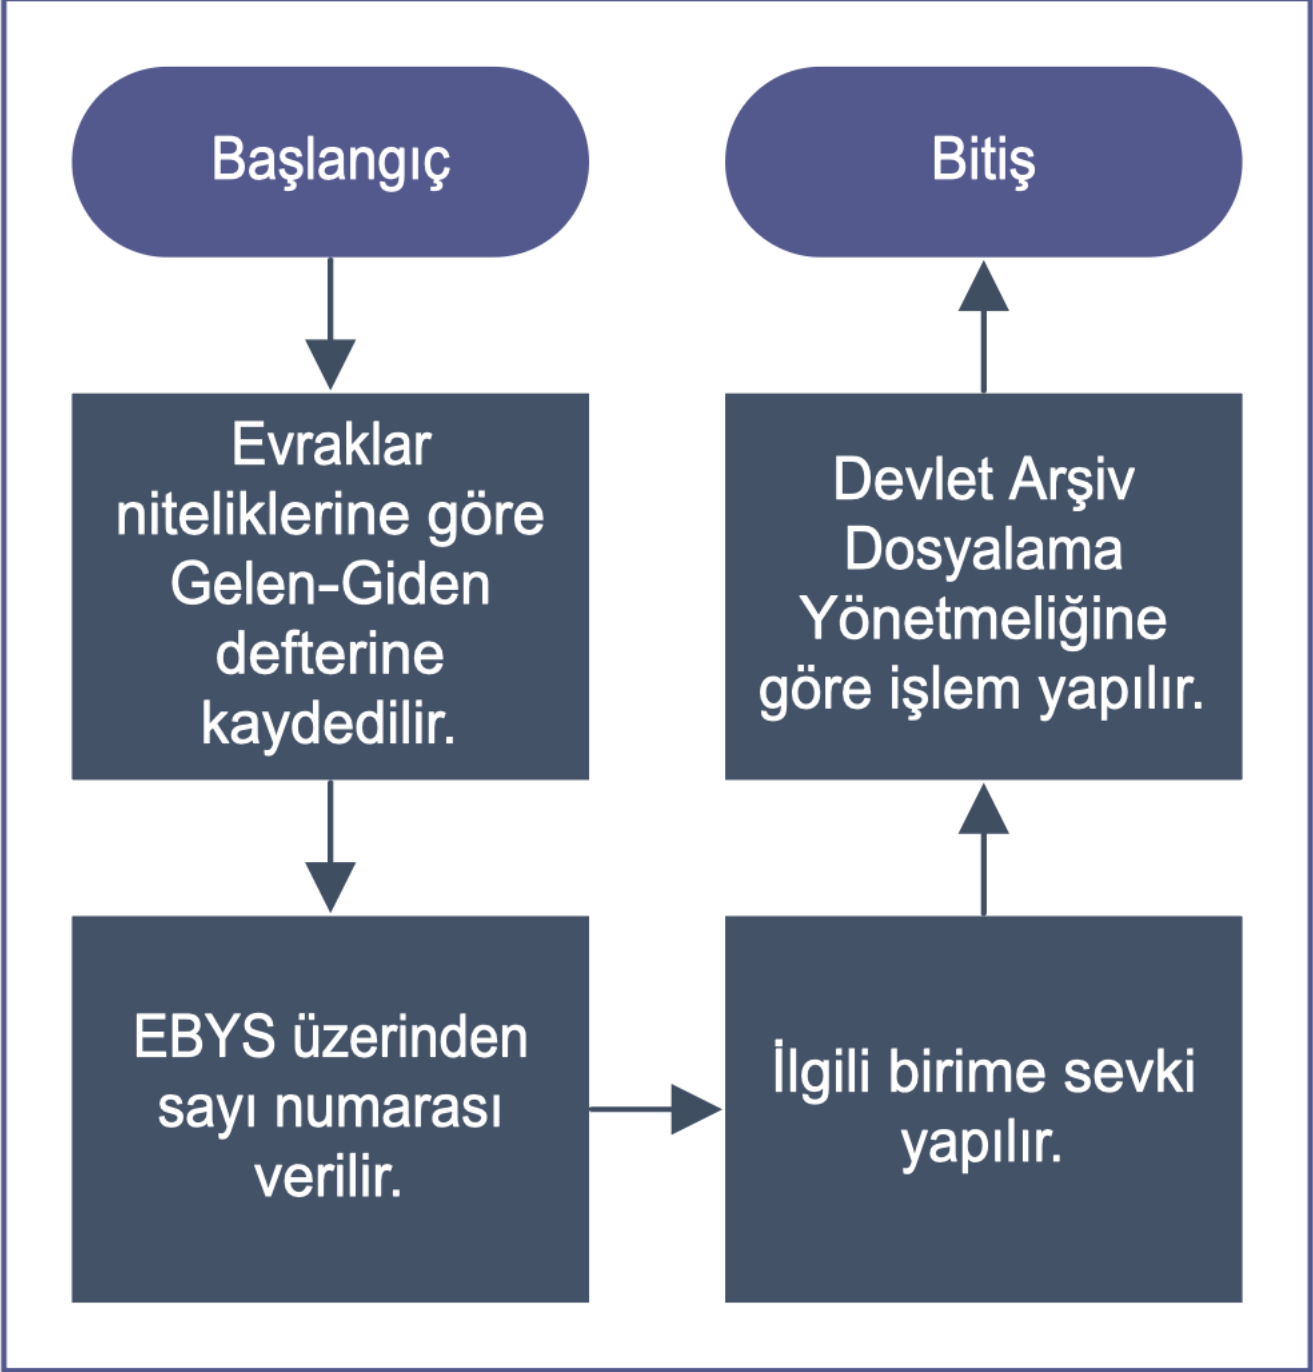 Başlangıç
Evraklar
niteliklerine göre
Gelen-Giden
defterine
kaydedilir.
EBYS üzerinden
sayı numarası
verilir.
İlgili birime sevki
yapılır.
Devlet Arşiv
Dosyalama
Yönetmeliğine
göre işlem yapılır.
Bitiş